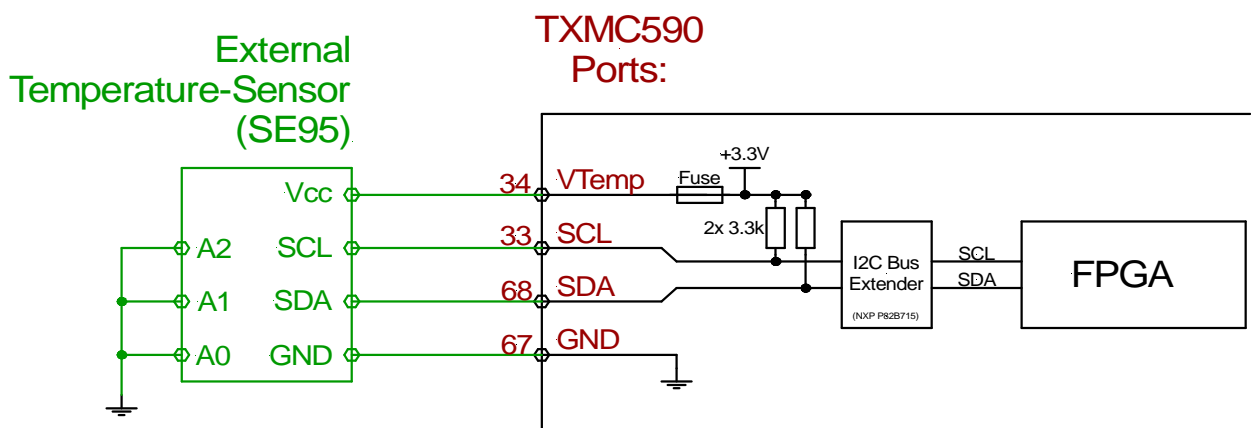 TXMC590
Ports:
External
Temperature-Sensor
(SE95)
+3.3V
Vcc
34
VTemp
Fuse
A2
SCL
33
SCL
2x 3.3k
I2C Bus
Extender
(NXP P82B715)
SCL
SDA
FPGA
A1
SDA
68
SDA
A0
GND
67
GND